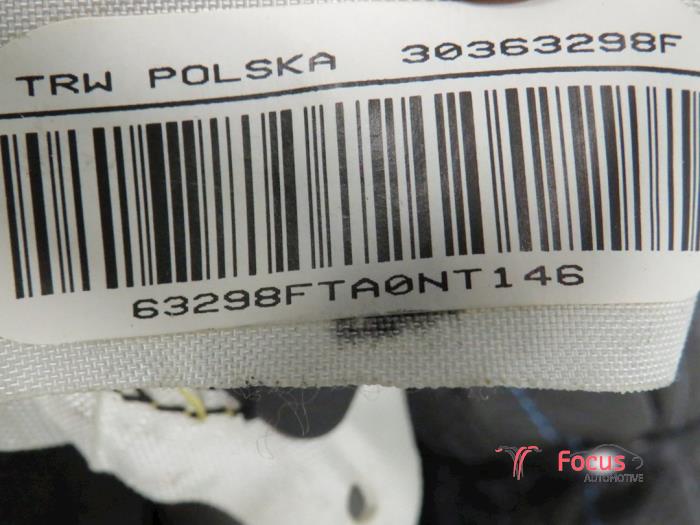 TRW POLSKA 30363298F
63298FTA0NT146
Focus
AUTOMOTIVE